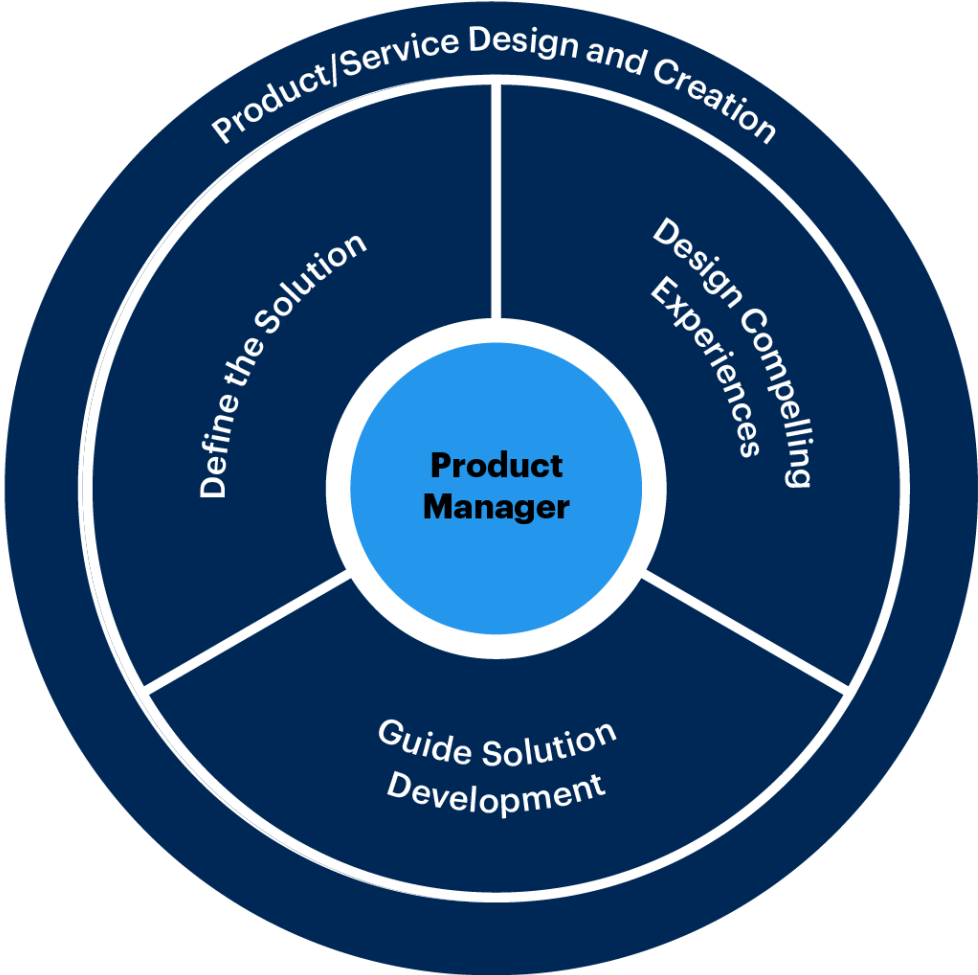 Product/Service Design and Creation
Define the Solution
Design Compelling
Experiences
Product
Manager
Guide Solution
Development